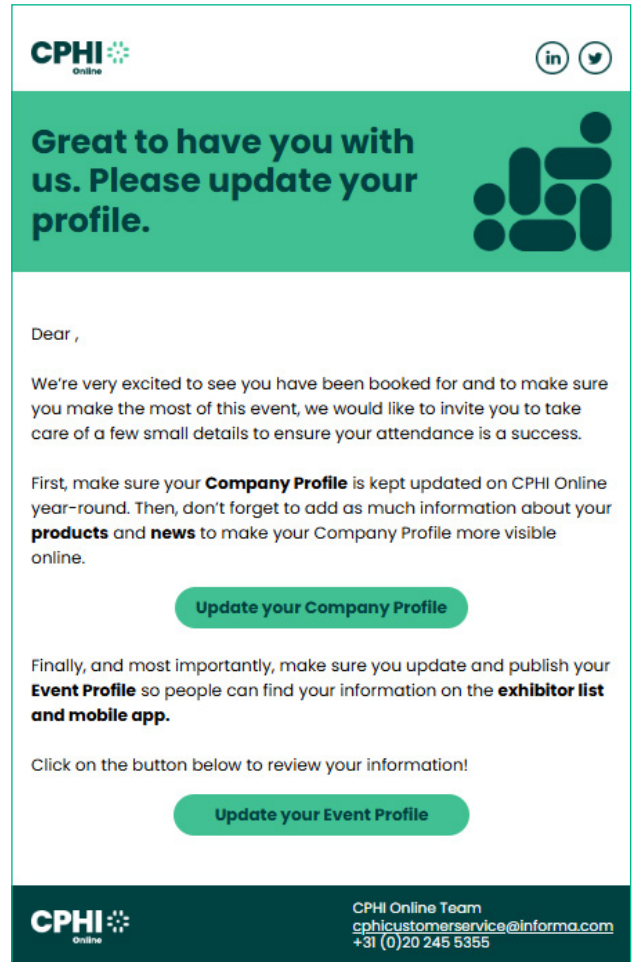 CPHI
Online
in
Great to have you with
us. Please update your
profile.
Dear ,
We're very excited to see you have been booked for and to make sure
you make the most of this event, we would like to invite you to take
care of a few small details to ensure your attendance is a success.
First, make sure your Company Profile is kept updated on CPHI Online
year-round. Then, don't forget to add as much information about your
products and news to make your Company Profile more visible
online.
Update your Company Profile
Finally, and most importantly, make sure you update and publish your
Event Profile so people can find your information on the exhibitor list
and mobile app.
Click on the button below to review your information!
Update your Event Profile
CPHI
Online
CPHI Online Team
cphicustomerservice@informa.com
+31 (0)20 245 5355